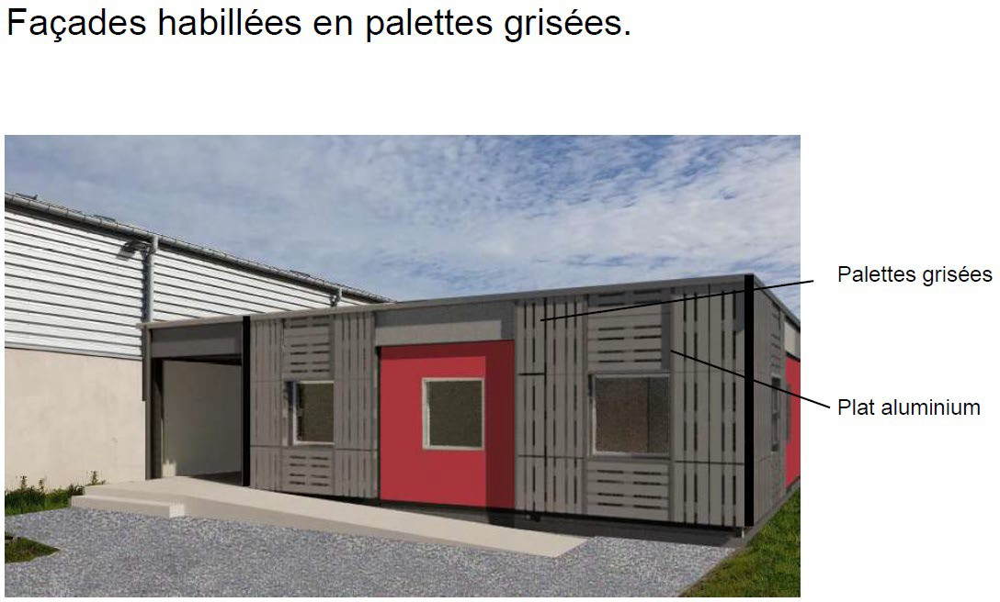 Façades habillées en palettes grisées.
Palettes grisées
Plat aluminium